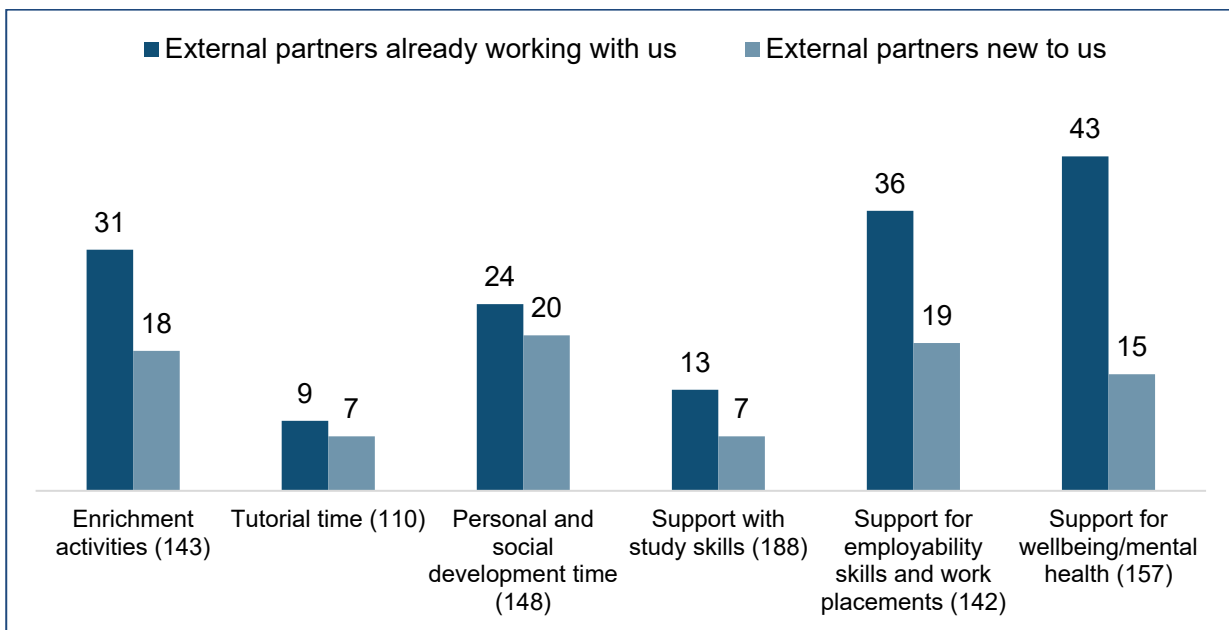 External partners already working with us
External partners new to us
31
18
9
7
24
20
13
7
36
19
43
15
Enrichment
activities (143)
Tutorial time (110)
Personal and
social
development time
(148)
Support with
study skills (188)
Support for
employability
skills and work
placements (142)
Support for
wellbeing/mental
health (157)